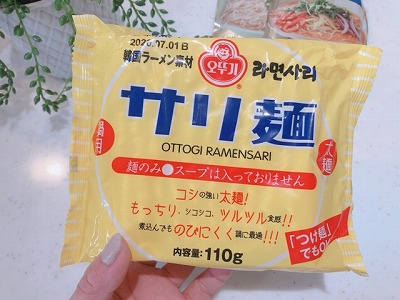 2020.07.01B
韓国ラーメン素材
오뚜기
라면사리
サリ麺
OTTOGI RAMENSARI
鍋用
太麺
麺のみ●スープは入っておりません
コシの強い太麺!
もっちり、シコシコ、ツルツル食感!!
煮込んでものびにくく鍋に最適!!!
内容量:110g
「つけ麺」
でもOK